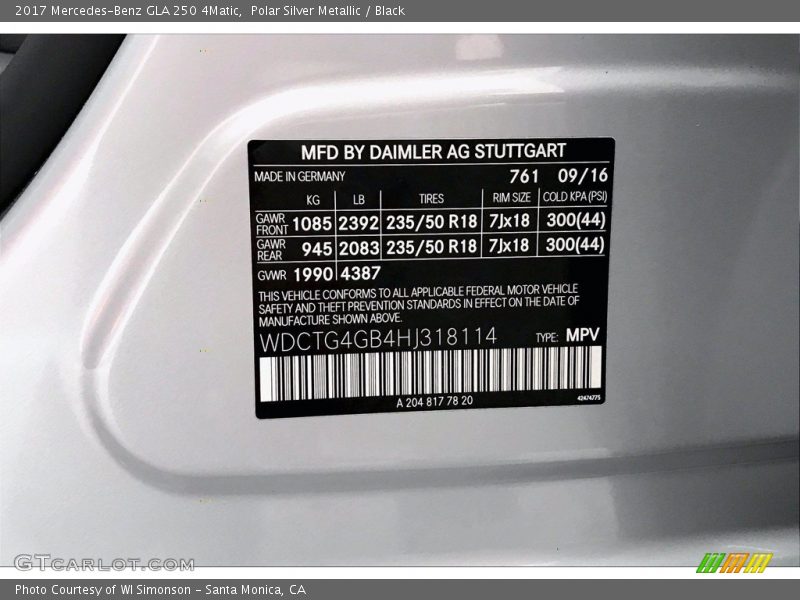 2017 Mercedes-Benz GLA 250 4Matic,  Polar Silver Metallic / Black
MFD BY DAIMLER AG STUTTGART
MADE IN GERMANY 761 09/16
KG LB TIRES RIM SIZE COLD KPA (PSI)
GAWR FRONT 1085 2392 235/50 R18 7Jx18 300(44)
GAWR REAR 945 2083 235/50 R18 7Jx18 300(44)
GVWR 1990 4387
THIS VEHICLE CONFORMS TO ALL APPLICABLE FEDERAL MOTOR VEHICLE
SAFETY AND THEFT PREVENTION STANDARDS IN EFFECT ON THE DATE OF
MANUFACTURE SHOWN ABOVE.
WDCTG4GB4HJ318114 TYPE: MPV
A 204 817 78 20 42474775
GTCARLOT.COM
Photo Courtesy of WI Simonson - Santa Monica, CA